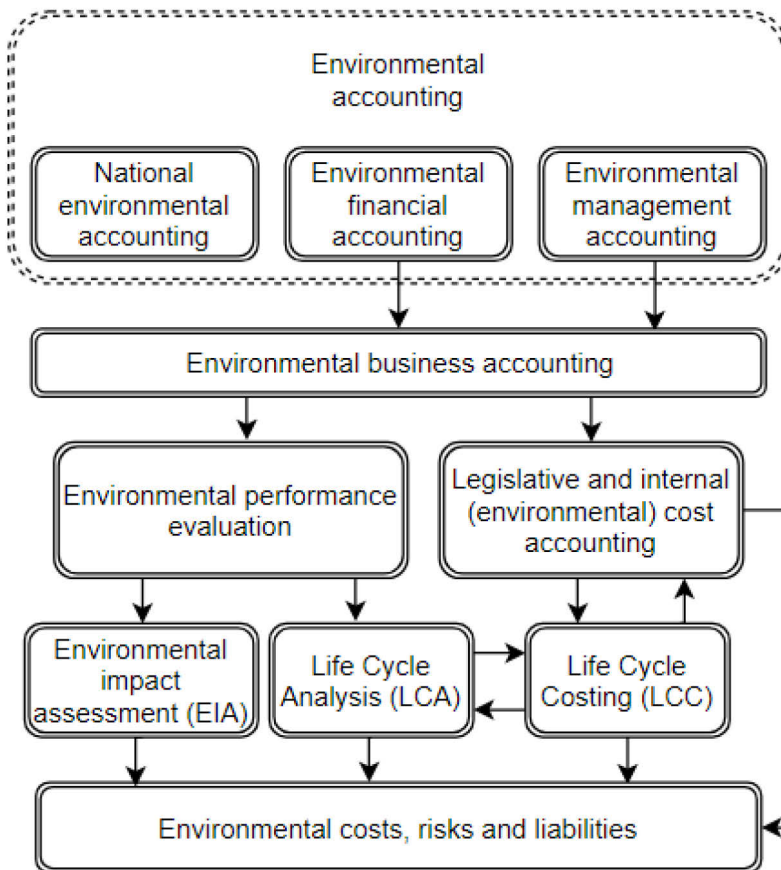 Environmental
accounting
National
environmental
accounting
Environmental
financial
accounting
Environmental
management
accounting
Environmental business accounting
Environmental performance
evaluation
Legislative and internal
(environmental) cost
accounting
Environmental
impact
assessment (EIA)
Life Cycle
Analysis (LCA)
Life Cycle
Costing (LCC)
Environmental costs, risks and liabilities